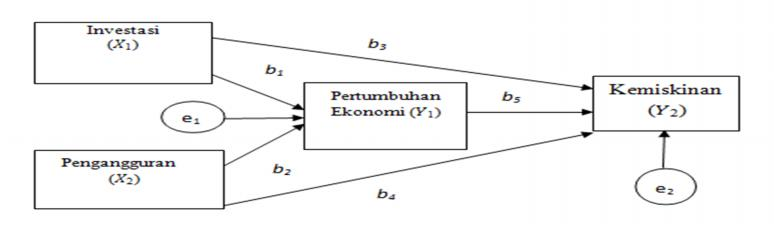 Investasi
(X₁)
b₃
b₁
Pertumbuhan
Ekonomi (Y₁)
b₅
Kemiskinan
(Y₂)
e₁
Pengangguran
(X₂)
b₂
b₄
e₂